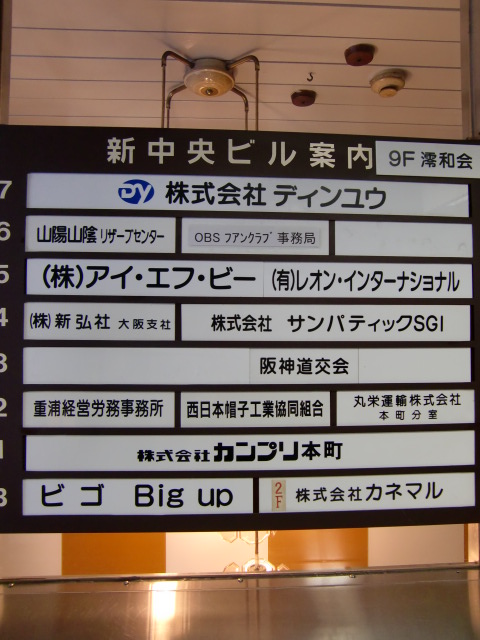 新中央ビル案内 9F 澪和会
7 DY 株式会社 ディンユウ
6 山陽山陰 リザーブセンター OBS フアンクラブ 事務局
5 (株)アイ・エフ・ビー (有)レオン・インターナショナル
4 (株)新弘社 大阪支社 株式会社 サンパティックSGI
3 阪神道交会
2 重浦経営労務事務所 西日本帽子工業協同組合 丸栄運輸株式会社
本町分室
1 株式会社 カンプリ本町
B ビゴ Big up 2F 株式会社カネマル